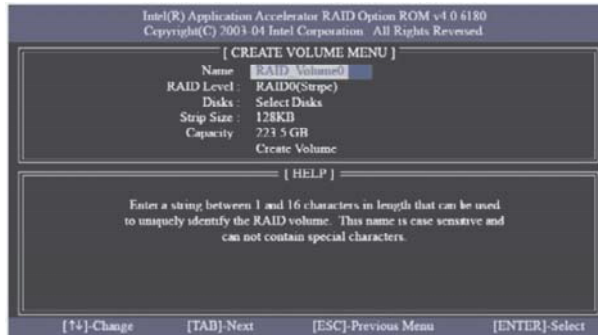 Intel(R) Application Accelerator RAID Option ROM v4 0 6180
Copyright(C) 2003-04 Intel Corporation All Rights Reversed
[ CREATE VOLUME MENU ]
Name RAID_Volume0
RAID Level : RAID0(Stripe)
Disks : Select Disks
Strip Size : 128KB
Capacity 223 5 GB
Create Volume
[ HELP ]
Enter a string between 1 and 16 characters in length that can be used
to uniquely identify the RAID volume. This name is case sensitive and
can not contain special characters.
[↑↓]-Change [TAB]-Next [ESC]-Previous Menu [ENTER]-Select